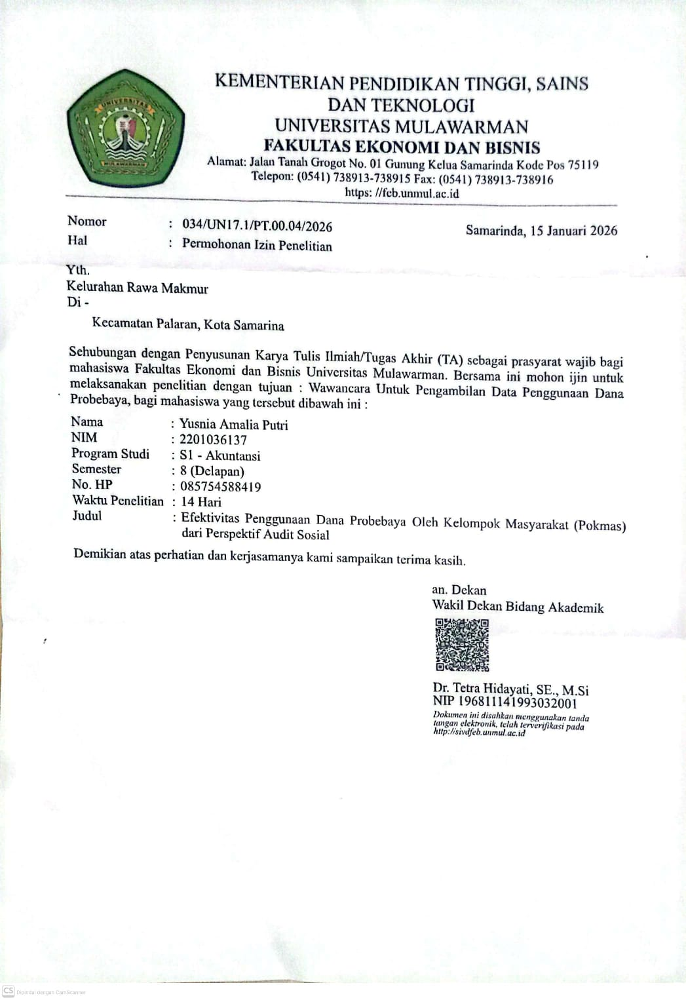 UNIVERSITAS
MULAWARMAN
KEMENTERIAN PENDIDIKAN TINGGI, SAINS
DAN TEKNOLOGI
UNIVERSITAS MULAWARMAN
FAKULTAS EKONOMI DAN BISNIS
Alamat: Jalan Tanah Grogot No. 01 Gunung Kelua Samarinda Kode Pos 75119
Telepon: (0541) 738913-738915 Fax: (0541) 738913-738916
https: //feb.unmul.ac.id
Nomor : 034/UN17.1/PT.00.04/2026 Samarinda, 15 Januari 2026
Hal : Permohonan Izin Penelitian
Yth.
Kelurahan Rawa Makmur
Di -
Kecamatan Palaran, Kota Samarina
Sehubungan dengan Penyusunan Karya Tulis Ilmiah/Tugas Akhir (TA) sebagai prasyarat wajib bagi
mahasiswa Fakultas Ekonomi dan Bisnis Universitas Mulawarman. Bersama ini mohon ijin untuk
melaksanakan penelitian dengan tujuan : Wawancara Untuk Pengambilan Data Penggunaan Dana
Probebaya, bagi mahasiswa yang tersebut dibawah ini :
Nama : Yusnia Amalia Putri
NIM : 2201036137
Program Studi : S1 - Akuntansi
Semester : 8 (Delapan)
No. HP : 085754588419
Waktu Penelitian : 14 Hari
Judul : Efektivitas Penggunaan Dana Probebaya Oleh Kelompok Masyarakat (Pokmas)
dari Perspektif Audit Sosial
Demikian atas perhatian dan kerjasamanya kami sampaikan terima kasih.
an. Dekan
Wakil Dekan Bidang Akademik
Dr. Tetra Hidayati, SE., M.Si
NIP 196811141993032001
Dokumen ini disahkan menggunakan tanda
tangan elektronik, telah terverifikasi pada
http://sivdfeb.unmul.ac.id
CS Dipindai dengan CamScanner